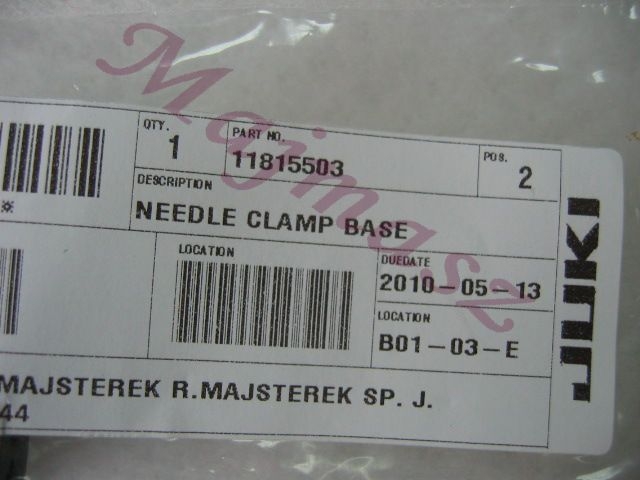 Majmasz
QTY.
1
PART NO.
11815503
POS.
2
DESCRIPTION
NEEDLE CLAMP BASE
LOCATION
DUEDATE
2010-05-13
LOCATION
B01-03-E
MAJSTEREK R.MAJSTEREK SP. J.
44
JUKI